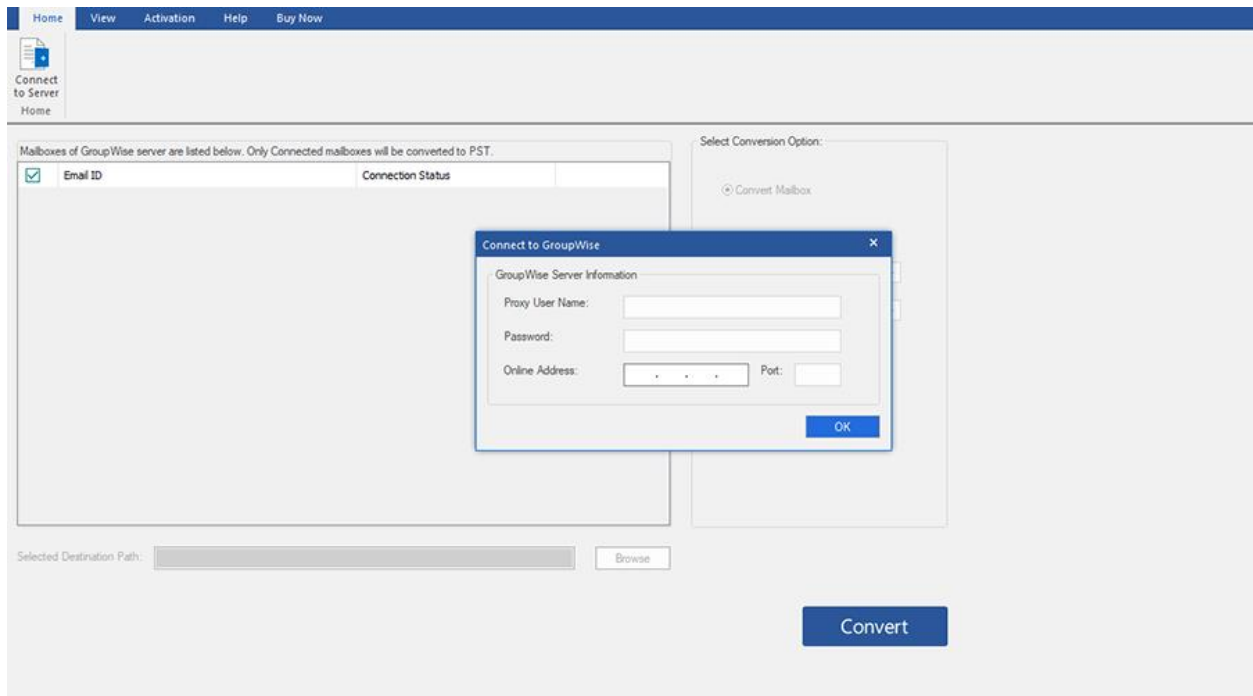 Home View Activation Help Buy Now
Connect
to Server
Home
Mailboxes of GroupWise server are listed below. Only Connected mailboxes will be converted to PST.
Select Conversion Option:
Email ID Connection Status
Convert Mailbox
Connect to GroupWise
GroupWise Server Information
Proxy User Name:
Password:
Online Address: . . . Port:
OK
Selected Destination Path: Browse
Convert